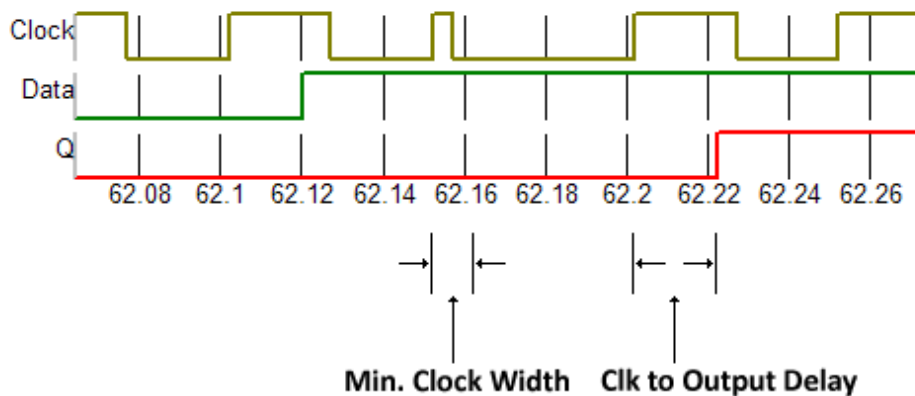 Clock
Data
Q
62.08 62.1 62.12 62.14 62.16 62.18 62.2 62.22 62.24 62.26
Min. Clock Width Clk to Output Delay